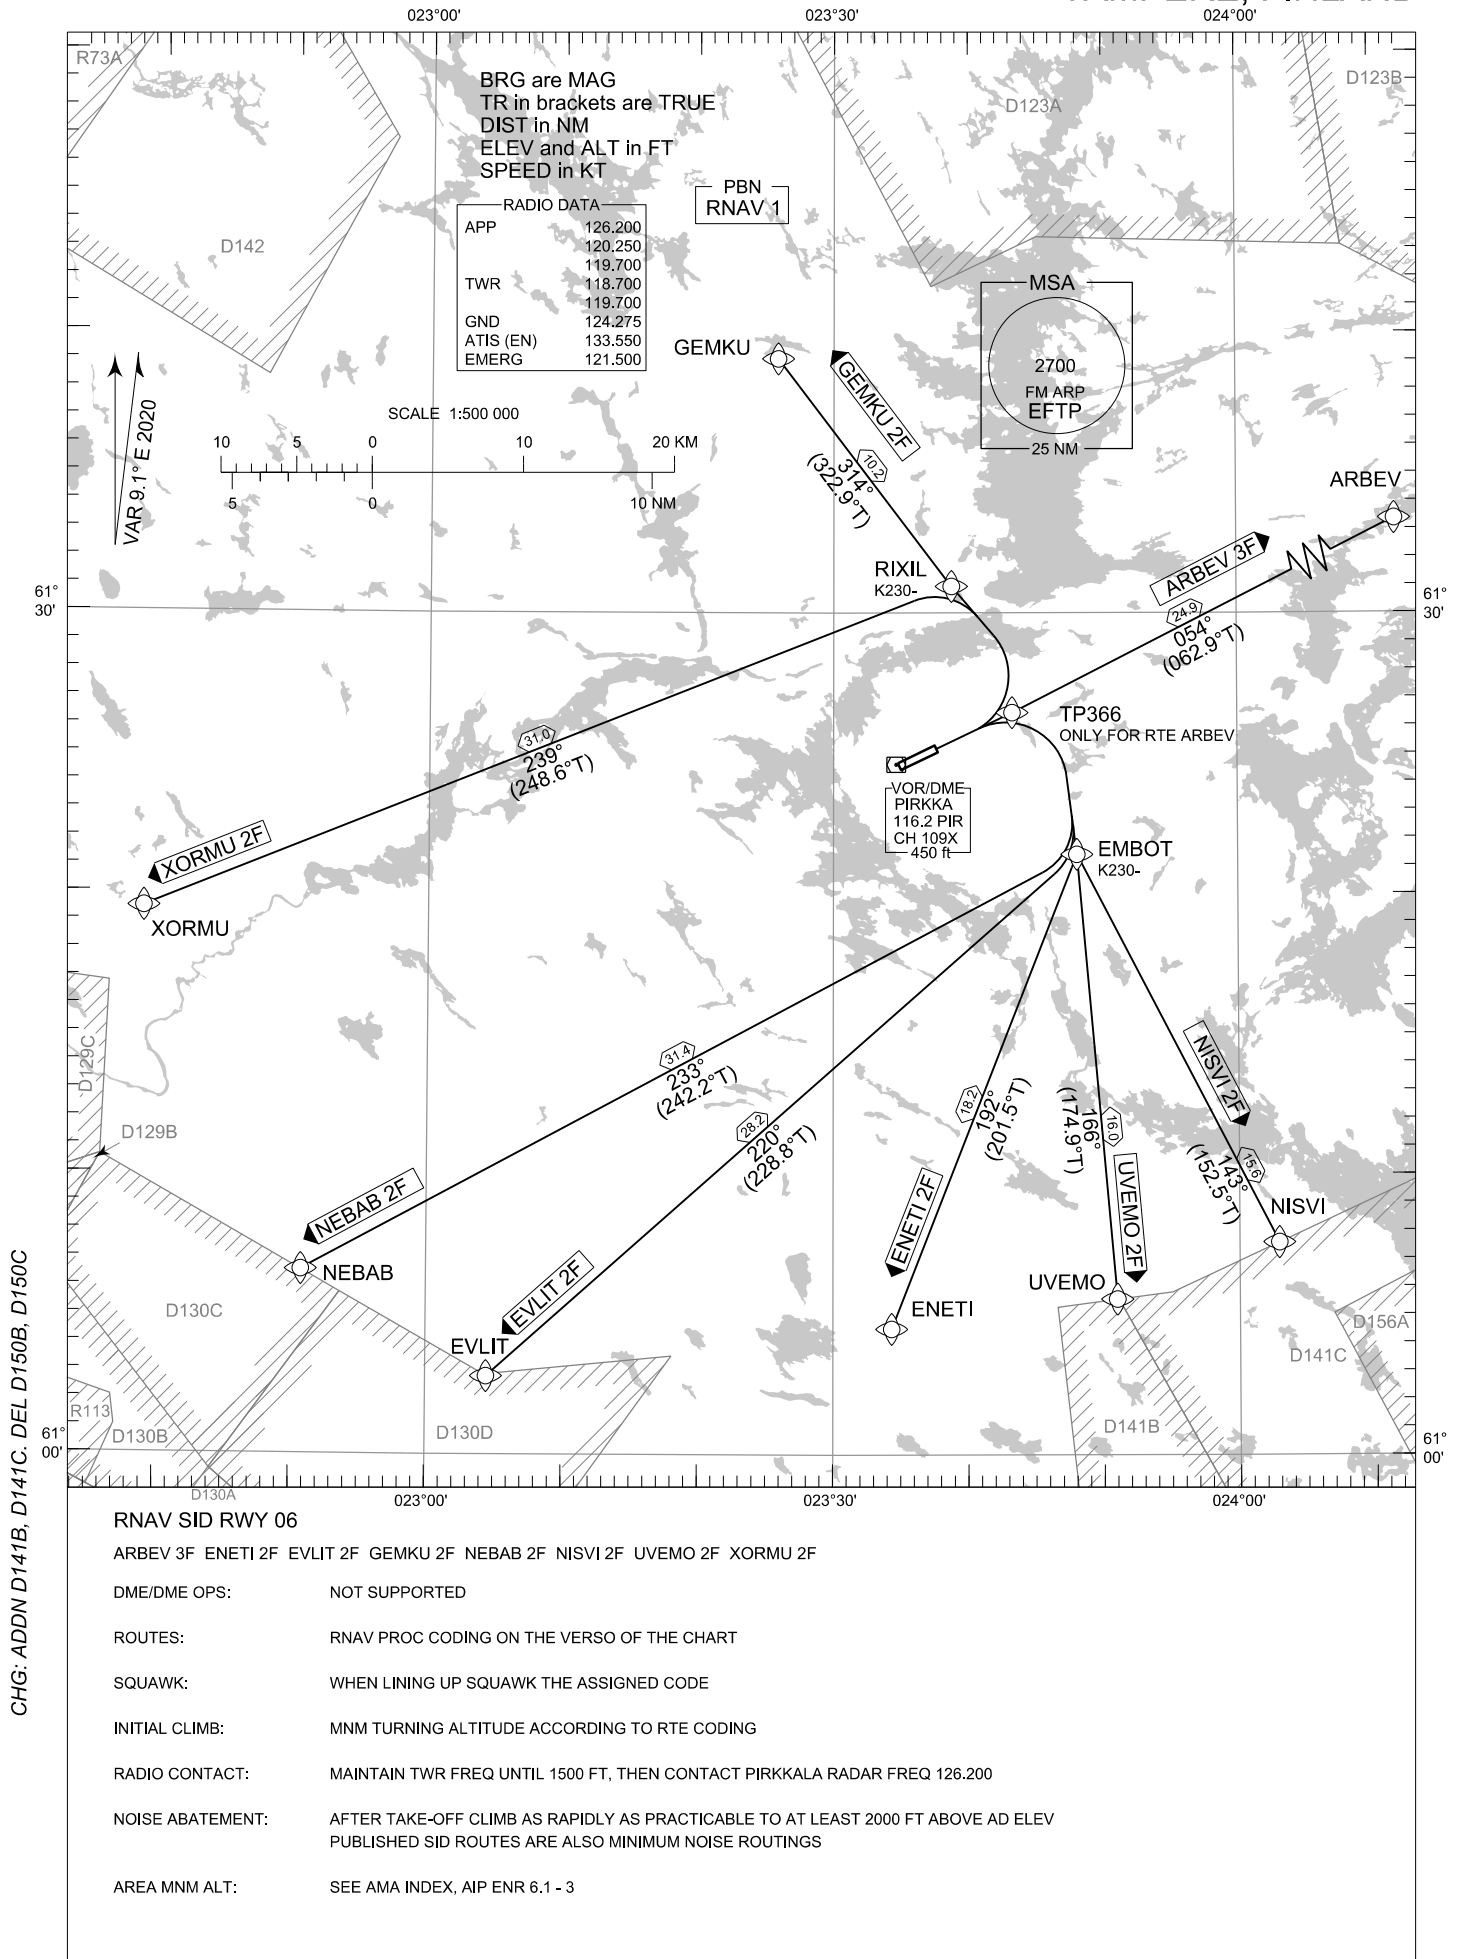 023°00'
023°30'
024°00'
R73A
D142
D123A
D123B
BRG are MAG
TR in brackets are TRUE
DIST in NM
ELEV and ALT in FT
SPEED in KT
PBN
RNAV 1
RADIO DATA
APP 126.200
120.250
119.700
TWR 118.700
119.700
GND 124.275
ATIS (EN) 133.550
EMERG 121.500
MSA
2700
FM ARP
EFTP
25 NM
VAR 9.1° E 2020
SCALE 1:500 000
10 5 0 10 20 KM
5 0 10 NM
GEMKU
GEMKU 2F
10.2
314°
(322.9°T)
ARBEV
ARBEV 3F
24.9
054°
(062.9°T)
RIXIL
K230-
61°
30'
61°
30'
TP366
ONLY FOR RTE ARBEV
31.0
239°
(248.6°T)
XORMU 2F
XORMU
VOR/DME
PIRKKA
116.2 PIR
CH 109X
450 ft
EMBOT
K230-
31.4
233°
(242.2°T)
NEBAB 2F
NEBAB
28.2
220°
(228.8°T)
EVLIT 2F
EVLIT
18.2
192°
(201.5°T)
ENETI 2F
ENETI
16.0
166°
(174.9°T)
UVEMO 2F
UVEMO
NISVI 2F
15.6
143°
(152.5°T)
NISVI
D129C
D129B
D130C
R113
D130B
D130A
D130D
D141B
D141C
D156A
61°
00'
61°
00'
023°00'
023°30'
024°00'
CHG: ADDN D141B, D141C. DEL D150B, D150C
RNAV SID RWY 06
ARBEV 3F ENETI 2F EVLIT 2F GEMKU 2F NEBAB 2F NISVI 2F UVEMO 2F XORMU 2F
DME/DME OPS: NOT SUPPORTED
ROUTES: RNAV PROC CODING ON THE VERSO OF THE CHART
SQUAWK: WHEN LINING UP SQUAWK THE ASSIGNED CODE
INITIAL CLIMB: MNM TURNING ALTITUDE ACCORDING TO RTE CODING
RADIO CONTACT: MAINTAIN TWR FREQ UNTIL 1500 FT, THEN CONTACT PIRKKALA RADAR FREQ 126.200
NOISE ABATEMENT: AFTER TAKE-OFF CLIMB AS RAPIDLY AS PRACTICABLE TO AT LEAST 2000 FT ABOVE AD ELEV
PUBLISHED SID ROUTES ARE ALSO MINIMUM NOISE ROUTINGS
AREA MNM ALT: SEE AMA INDEX, AIP ENR 6.1 - 3